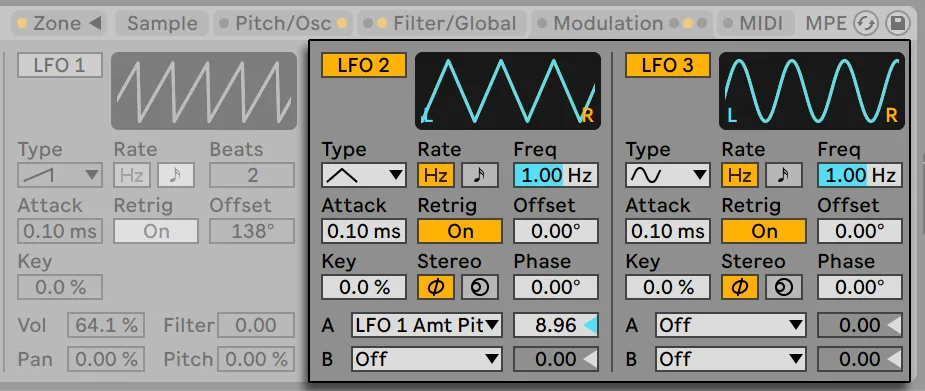 Zone Sample Pitch/Osc Filter/Global Modulation MIDI MPE
LFO 1
Type Rate Beats
Hz 2
Attack Retrig Offset
0.10 ms On 138°
Key
0.0 %
Vol 64.1 % Filter 0.00
Pan 0.00 % Pitch 0.00 %
LFO 2
L R
Type Rate Freq
Hz 1.00 Hz
Attack Retrig Offset
0.10 ms On 0.00°
Key Stereo Phase
0.0 % 0.00°
A LFO 1 Amt Pit 8.96
B Off 0.00
LFO 3
L R
Type Rate Freq
Hz 1.00 Hz
Attack Retrig Offset
0.10 ms On 0.00°
Key Stereo Phase
0.0 % 0.00°
A Off 0.00
B Off 0.00